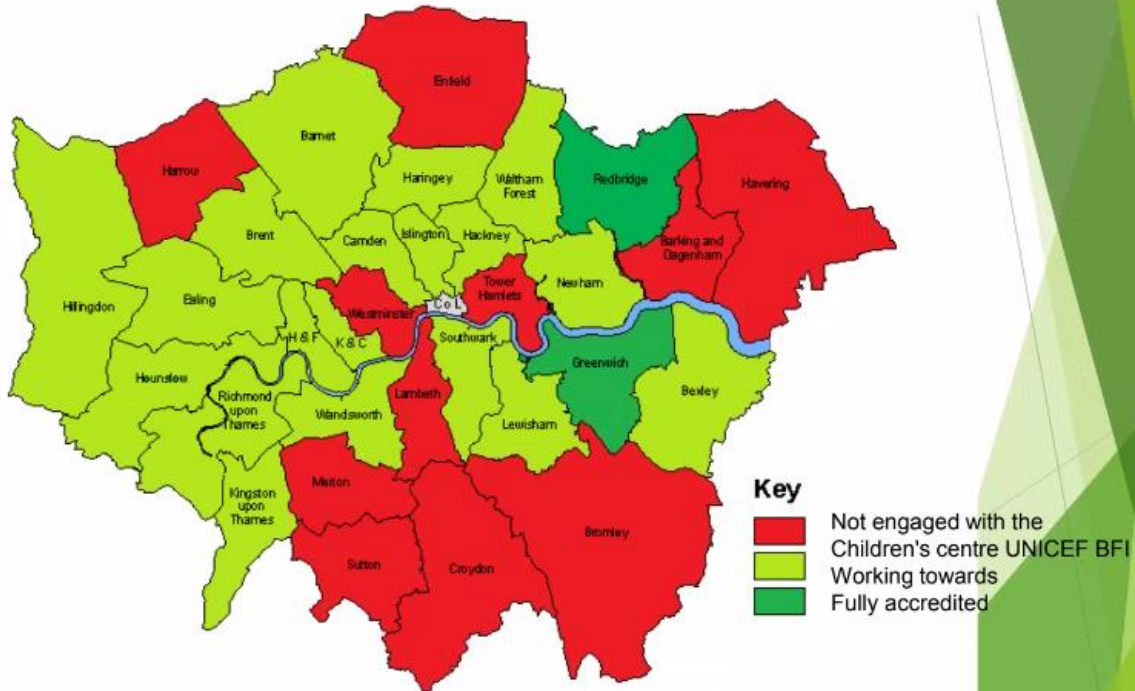 Enfield
Barnet
Harrow
Haringey
Waltham
Forest
Redbridge
Havering
Brent
Camden
Islington
Hackney
Barking and
Dagenham
Hillingdon
Ealing
Westminster
Co L
Tower
Hamlets
Newham
H & F
K & C
Southwark
Hounslow
Greenwich
Richmond
upon
Thames
Wandsworth
Lambeth
Lewisham
Bexley
Kingston
upon
Thames
Merton
Sutton
Croydon
Bromley
Key
Not engaged with the
Children's centre UNICEF BFI
Working towards
Fully accredited